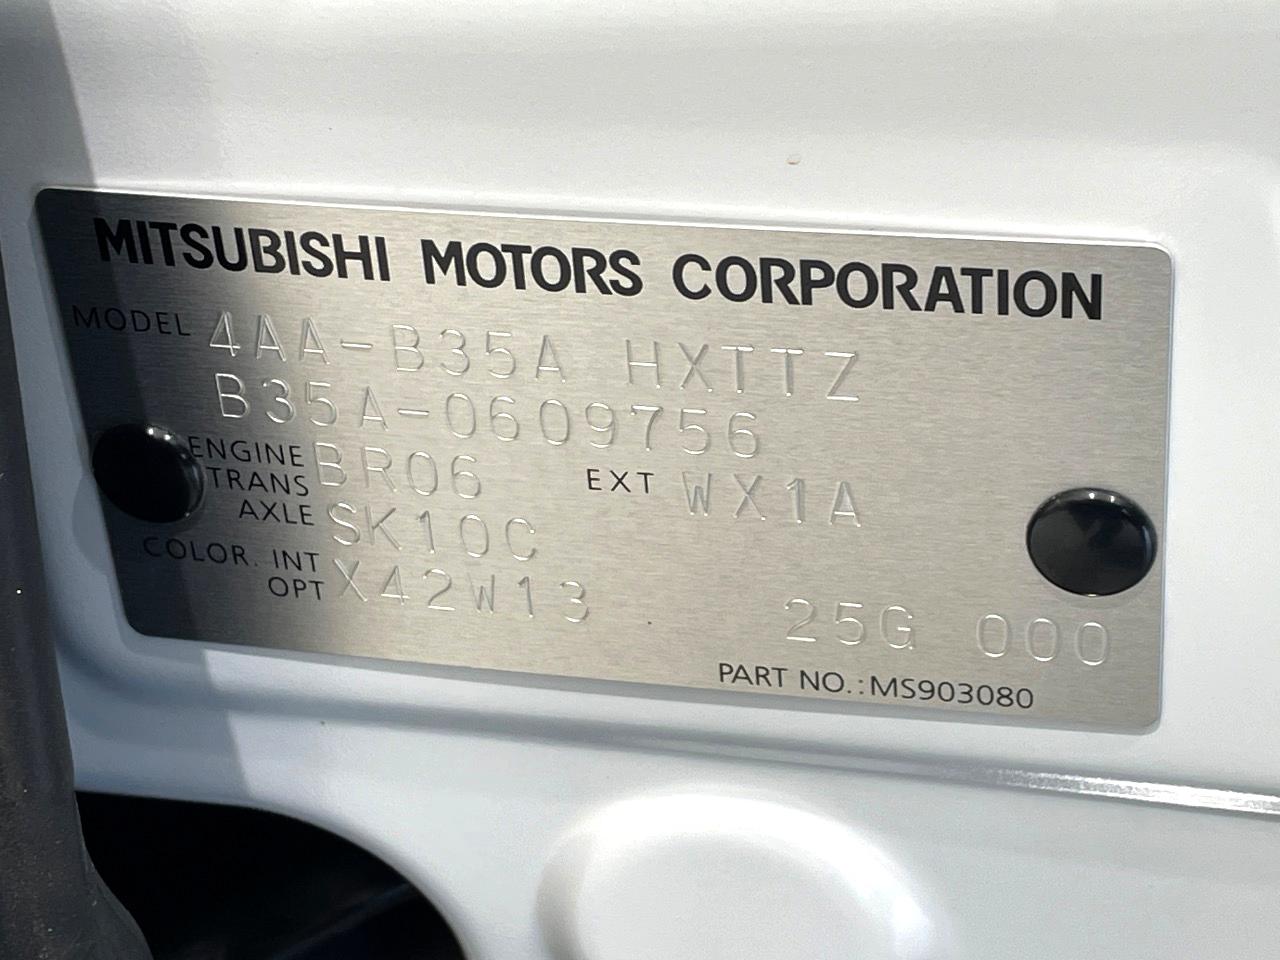 MITSUBISHI MOTORS CORPORATION
MODEL 4AA-B35A HXTTZ
B35A-0609756
ENGINE BR06 EXT WX1A
TRANS
AXLE SK10C
COLOR. INT
OPT X42W13 25G 000
PART NO.:MS903080